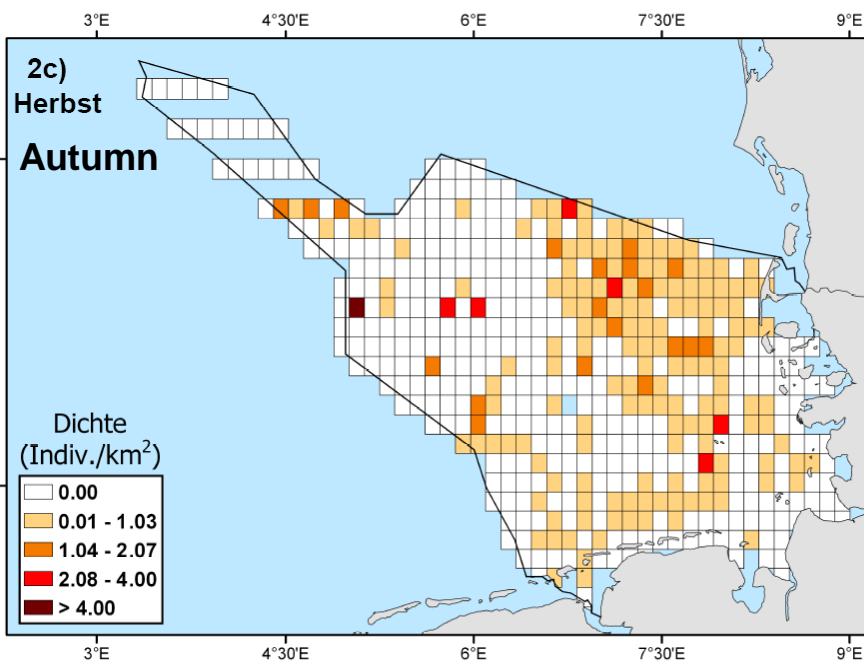 3°E 4°30'E 6°E 7°30'E 9°E
2c)
Herbst
Autumn
Dichte
(Indiv./km²)
0.00
0.01 - 1.03
1.04 - 2.07
2.08 - 4.00
> 4.00
3°E 4°30'E 6°E 7°30'E 9°E